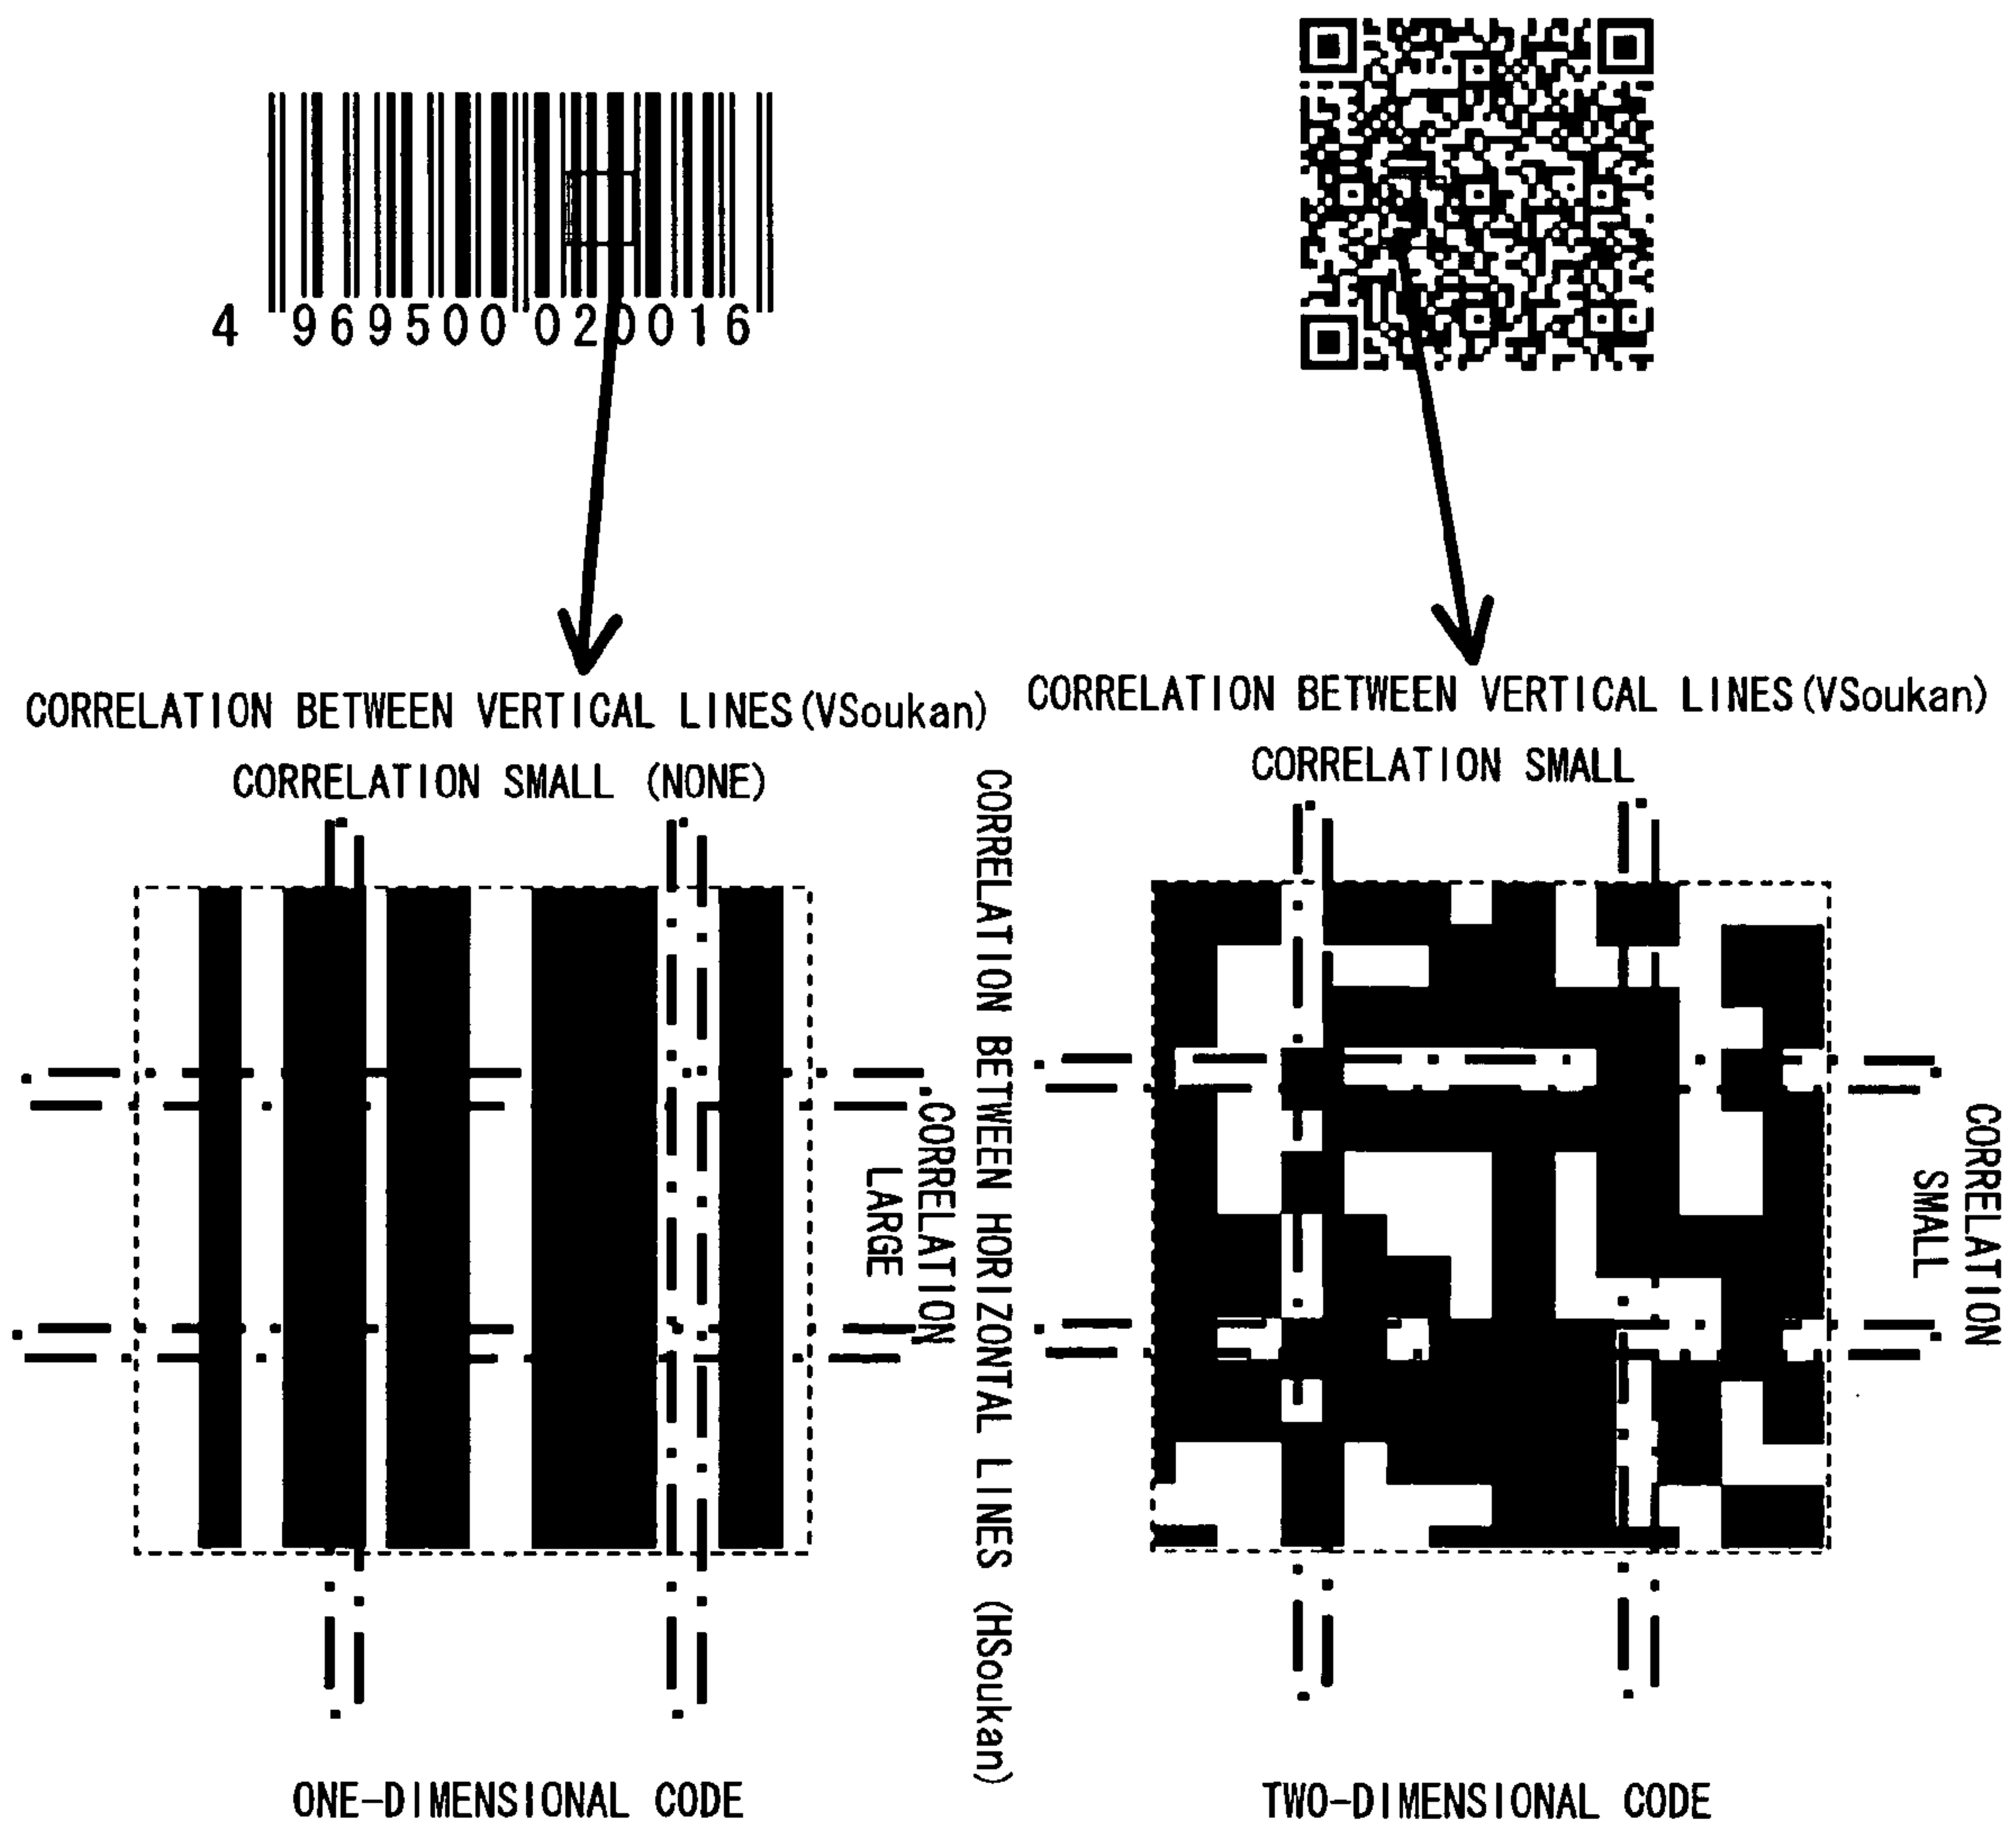 4 969500 020016
CORRELATION BETWEEN VERTICAL LINES(VSoukan)
CORRELATION SMALL (NONE)
CORRELATION LARGE
CORRELATION BETWEEN HORIZONTAL LINES (HSoukan)
ONE-DIMENSIONAL CODE
CORRELATION BETWEEN VERTICAL LINES(VSoukan)
CORRELATION SMALL
CORRELATION
SMALL
TWO-DIMENSIONAL CODE